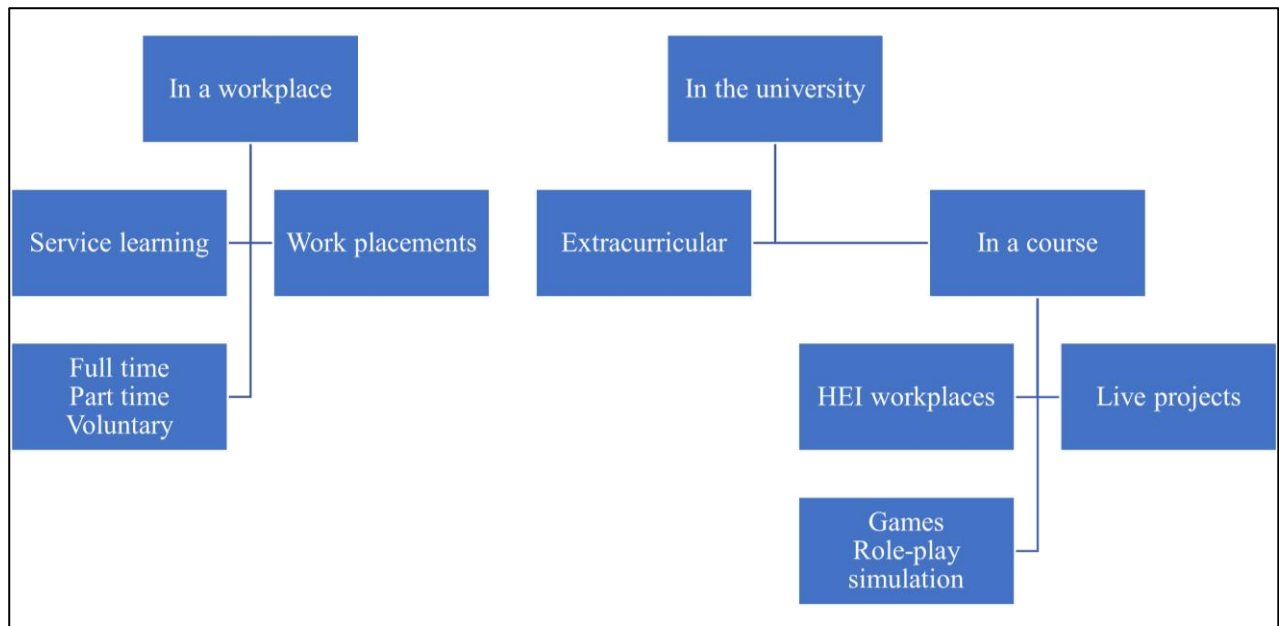 In a workplace
In the university
Service learning
Work placements
Extracurricular
In a course
Full time
Part time
Voluntary
HEI workplaces
Live projects
Games
Role-play
simulation